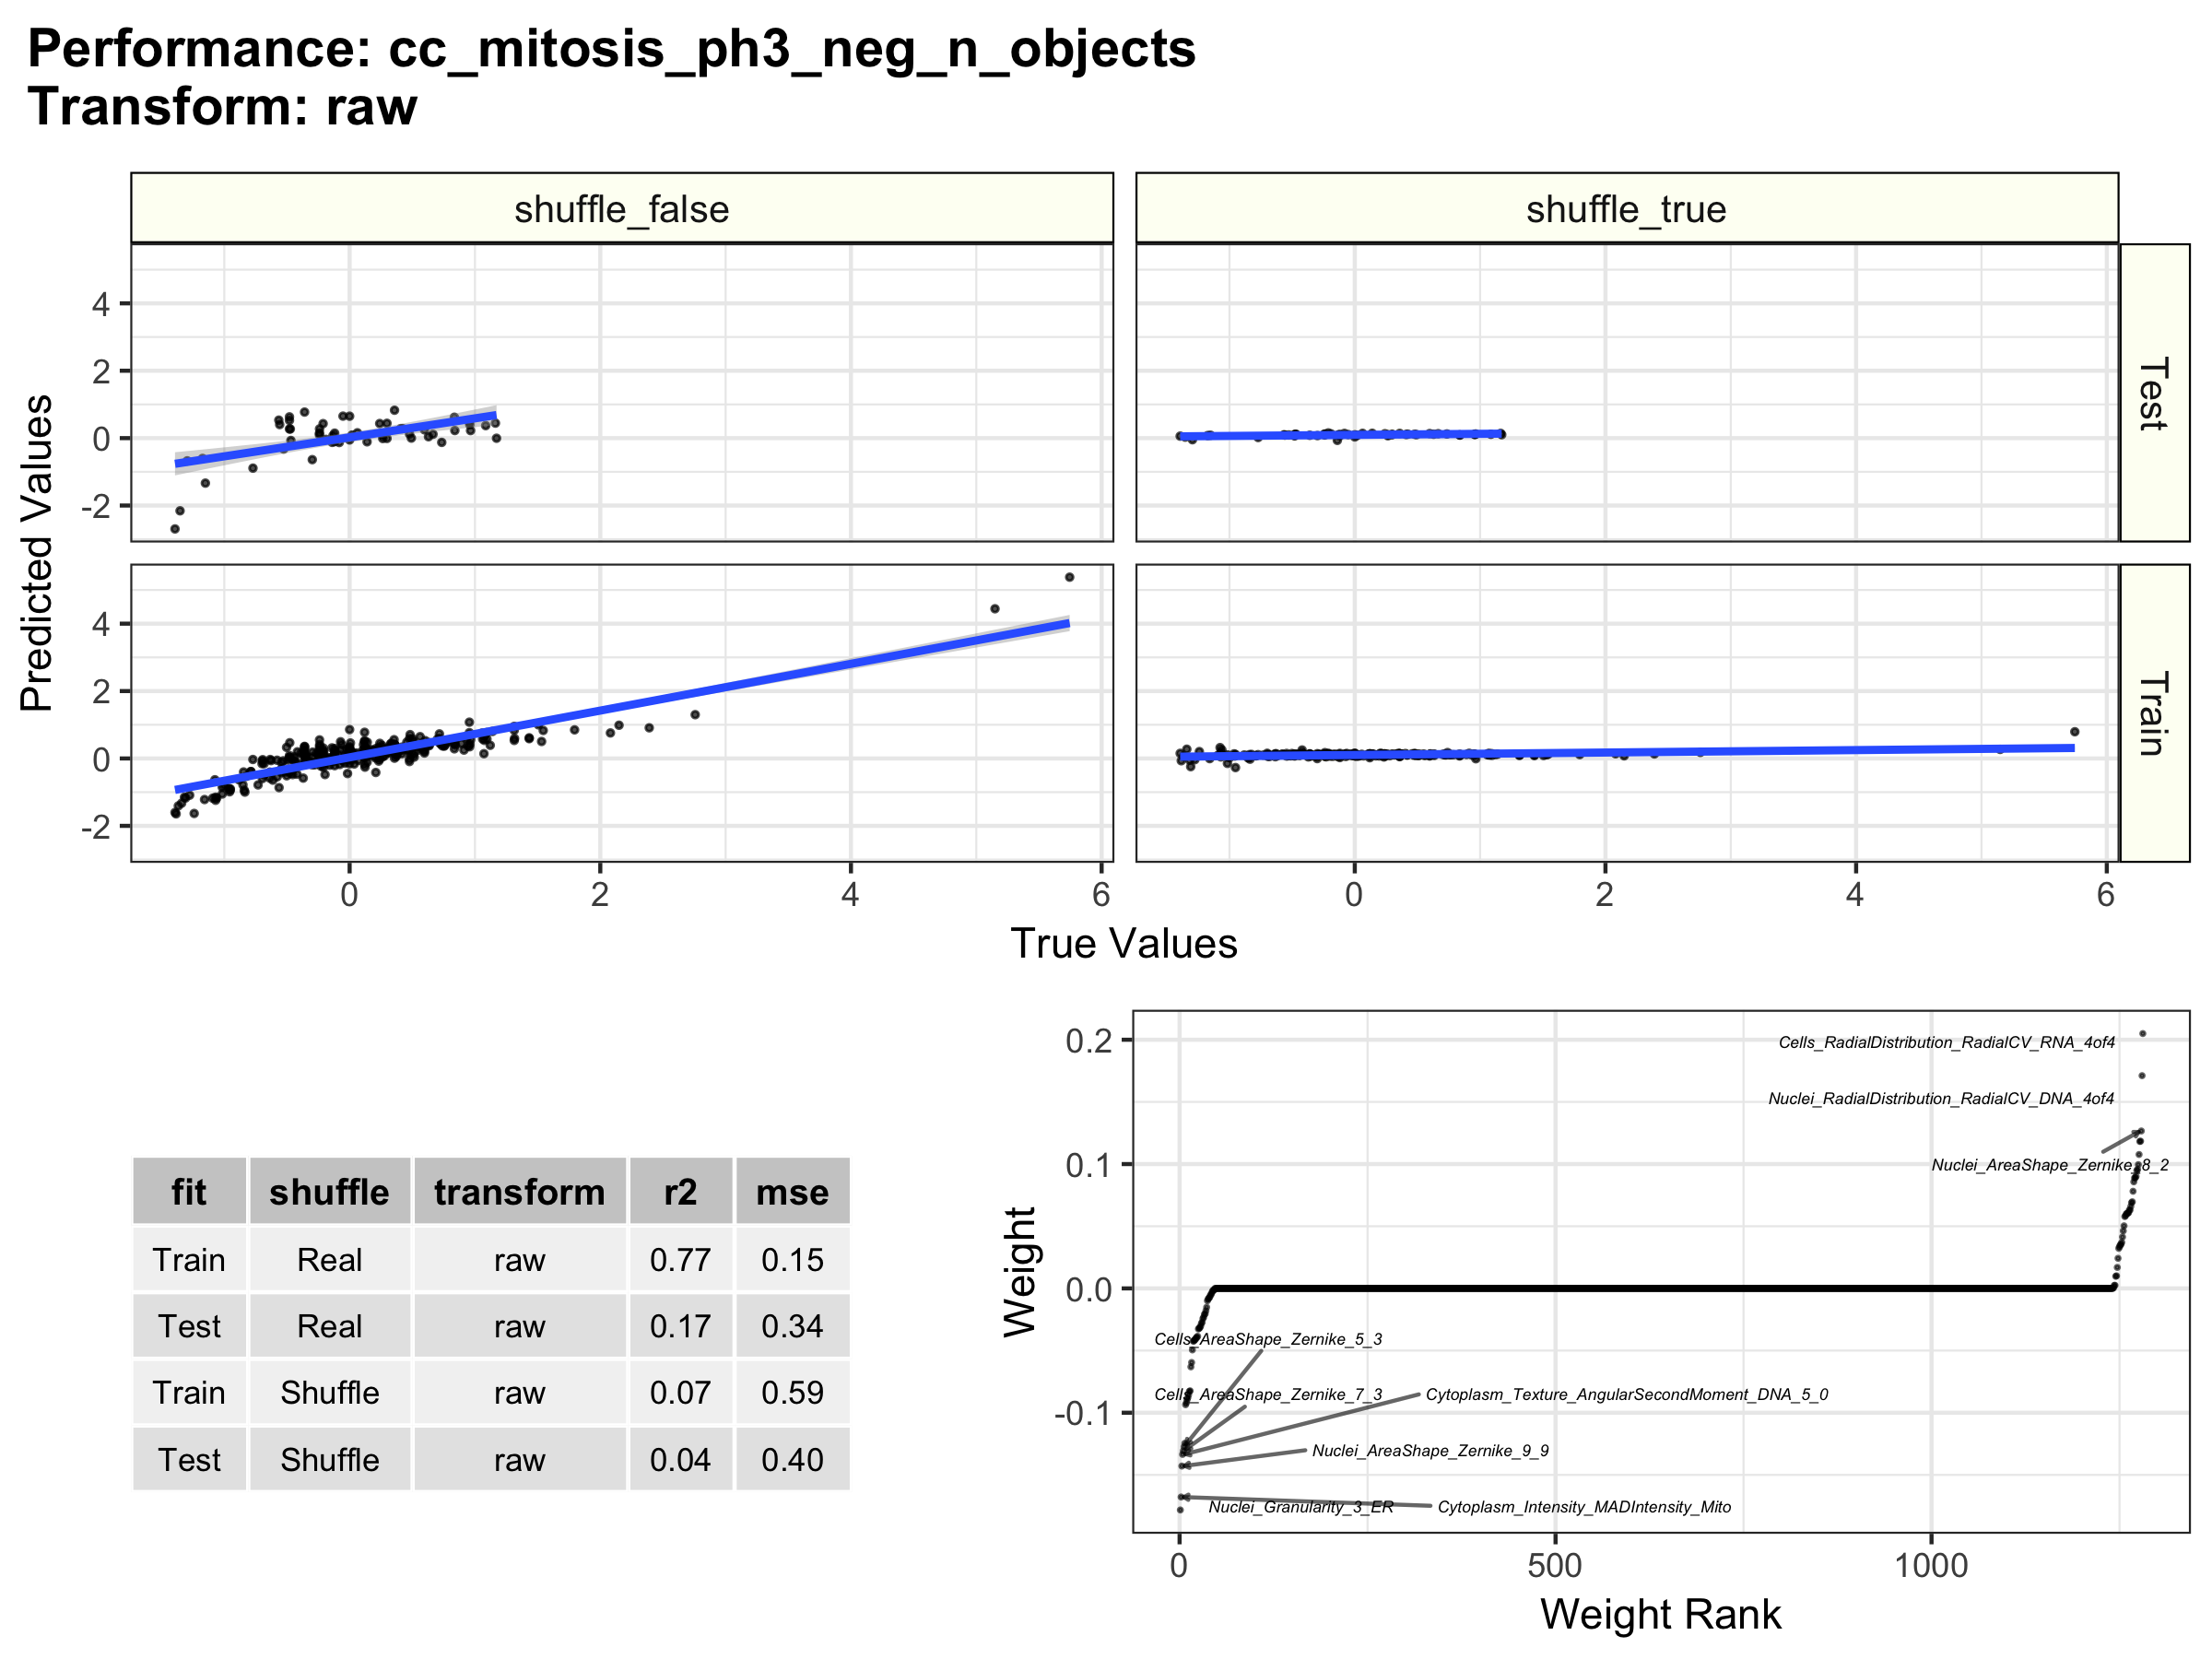 Performance: cc_mitosis_ph3_neg_n_objects
Transform: raw
shuffle_false
shuffle_true
4
2
0
-2
Test
4
2
0
-2
Train
Predicted Values
0
2
4
6
0
2
4
6
True Values
fit shuffle transform r2 mse
Train Real raw 0.77 0.15
Test Real raw 0.17 0.34
Train Shuffle raw 0.07 0.59
Test Shuffle raw 0.04 0.40
Weight
0.2
0.1
0.0
-0.1
Cells_RadialDistribution_RadialCV_RNA_4of4
Nuclei_RadialDistribution_RadialCV_DNA_4of4
Nuclei_AreaShape_Zernike_8_2
Cells_AreaShape_Zernike_5_3
Cells_AreaShape_Zernike_7_3
Cytoplasm_Texture_AngularSecondMoment_DNA_5_0
Nuclei_AreaShape_Zernike_9_9
Nuclei_Granularity_3_ER
Cytoplasm_Intensity_MADIntensity_Mito
0
500
1000
Weight Rank